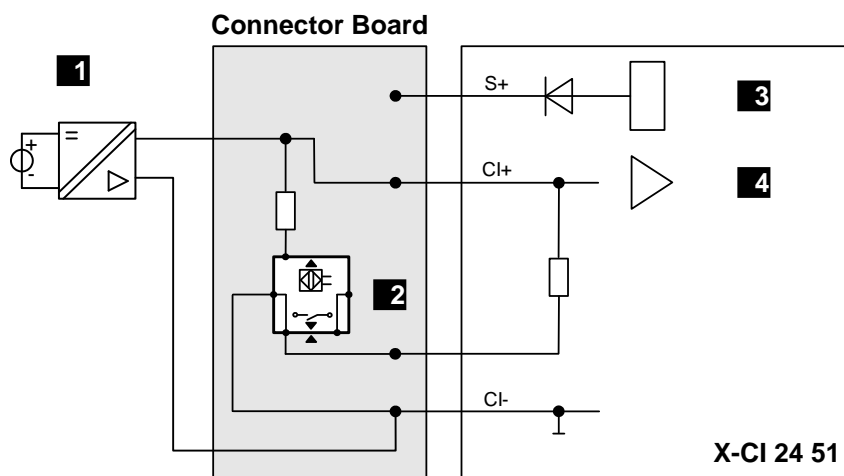 Connector Board
1
S+
3
+
=
-
CI+
4
2
CI-
X-CI 24 51